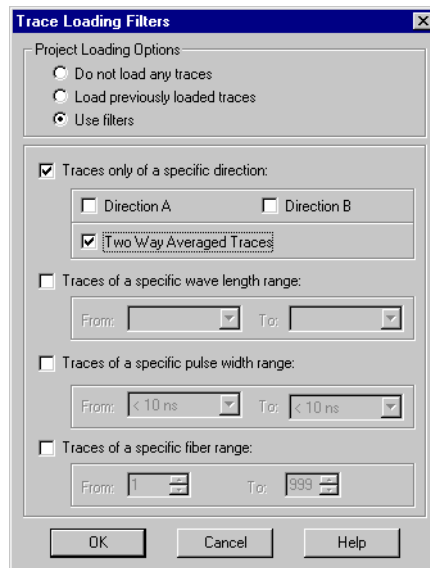 Trace Loading Filters
Project Loading Options
Do not load any traces
Load previously loaded traces
Use filters
Traces only of a specific direction:
Direction A Direction B
Two Way Averaged Traces
Traces of a specific wave length range:
From: To:
Traces of a specific pulse width range:
From: < 10 ns To: < 10 ns
Traces of a specific fiber range:
From: 1 To: 999
OK Cancel Help